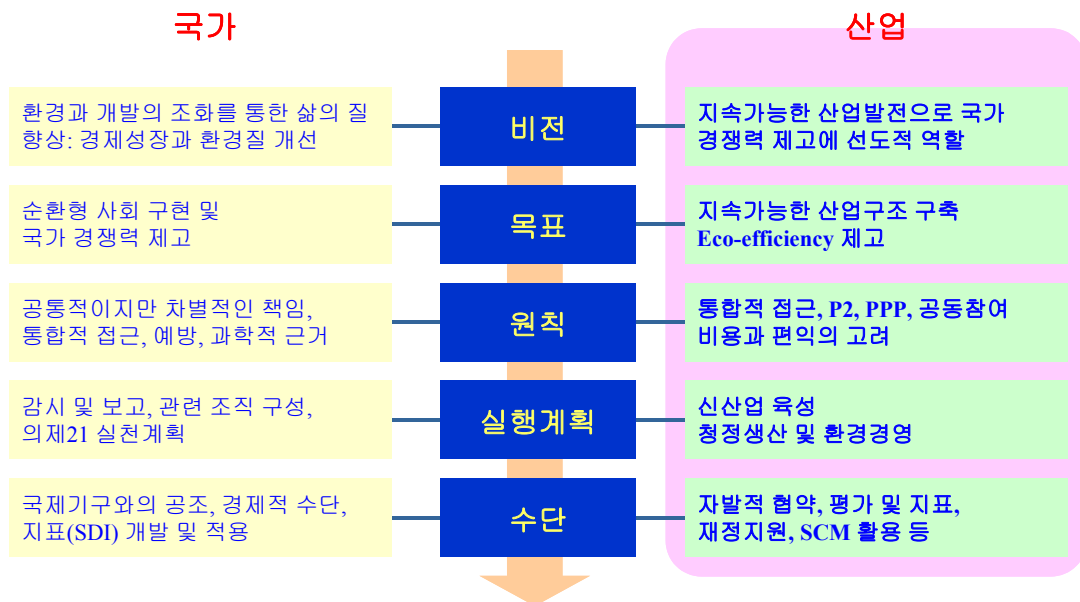 국가
산업
환경과 개발의 조화를 통한 삶의 질
향상: 경제성장과 환경질 개선
비전
지속가능한 산업발전으로 국가
경쟁력 제고에 선도적 역할
순환형 사회 구현 및
국가 경쟁력 제고
목표
지속가능한 산업구조 구축
Eco-efficiency 제고
공통적이지만 차별적인 책임,
통합적 접근, 예방, 과학적 근거
원칙
통합적 접근, P2, PPP, 공동참여
비용과 편익의 고려
감시 및 보고, 관련 조직 구성,
의제21 실천계획
실행계획
신산업 육성
청정생산 및 환경경영
국제기구와의 공조, 경제적 수단,
지표(SDI) 개발 및 적용
수단
자발적 협약, 평가 및 지표,
재정지원, SCM 활용 등